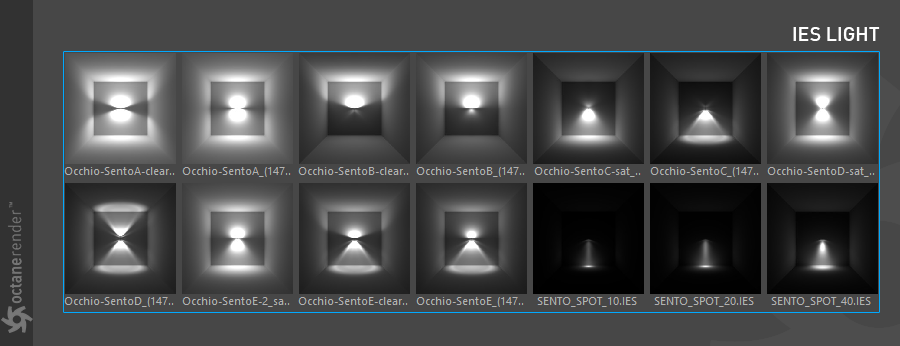 IES LIGHT
Occhio-SentoA-clear... Occhio-SentoA_(147.. Occhio-SentoB-clear... Occhio-SentoB_(147.. Occhio-SentoC-sat_.. Occhio-SentoC_(147.. Occhio-SentoD-sat_..
Occhio-SentoD_(147.. Occhio-SentoE-2_sa... Occhio-SentoE-clear... Occhio-SentoE_(147.. SENTO_SPOT_10.IES SENTO_SPOT_20.IES SENTO_SPOT_40.IES
octanerender™